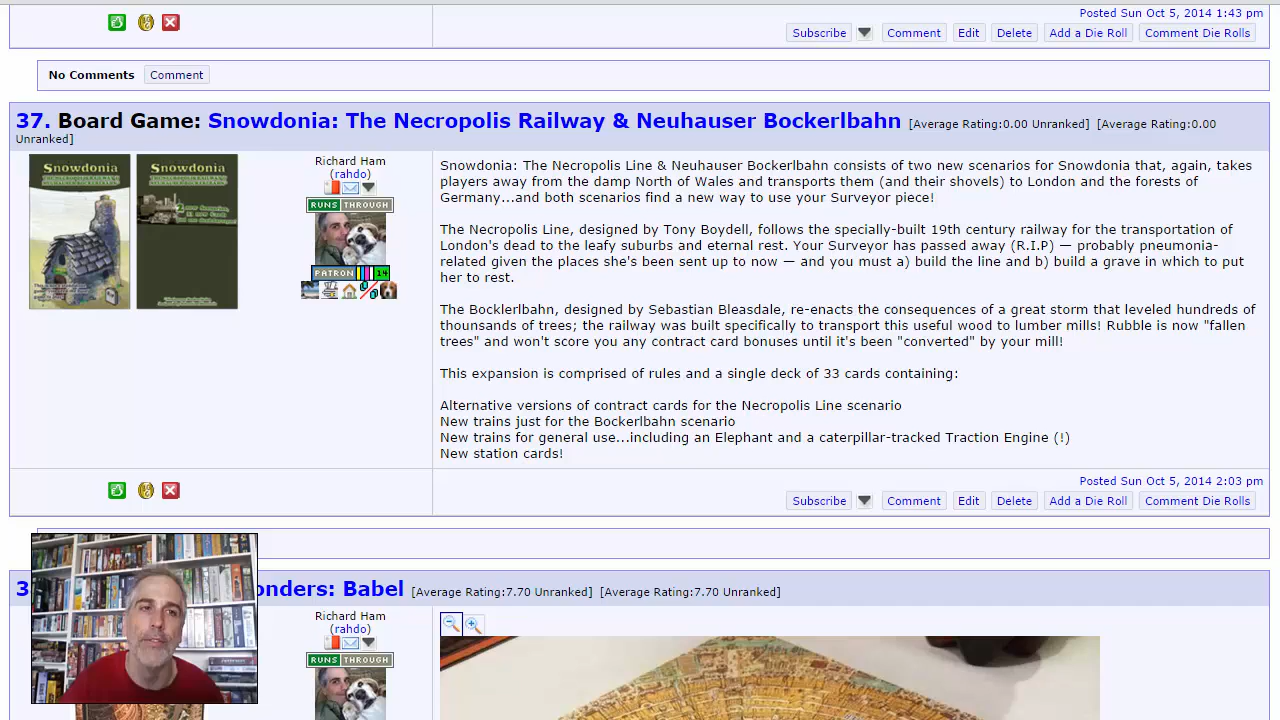 Posted Sun Oct 5, 2014 1:43 pm
Subscribe Comment Edit Delete Add a Die Roll Comment Die Rolls
No Comments Comment
37. Board Game: Snowdonia: The Necropolis Railway & Neuhauser Bockerlbahn [Average Rating:0.00 Unranked] [Average Rating:0.00
Unranked]
Snowdonia Snowdonia
Richard Ham
(rahdo)
RUNS THROUGH
PATRON 14
Snowdonia: The Necropolis Line & Neuhauser Bockerlbahn consists of two new scenarios for Snowdonia that, again, takes
players away from the damp North of Wales and transports them (and their shovels) to London and the forests of
Germany...and both scenarios find a new way to use your Surveyor piece!
The Necropolis Line, designed by Tony Boydell, follows the specially-built 19th century railway for the transportation of
London's dead to the leafy suburbs and eternal rest. Your Surveyor has passed away (R.I.P) — probably pneumonia-
related given the places she's been sent up to now — and you must a) build the line and b) build a grave in which to put
her to rest.
The Bocklerlbahn, designed by Sebastian Bleasdale, re-enacts the consequences of a great storm that leveled hundreds of
thounsands of trees; the railway was built specifically to transport this useful wood to lumber mills! Rubble is now "fallen
trees" and won't score you any contract card bonuses until it's been "converted" by your mill!
This expansion is comprised of rules and a single deck of 33 cards containing:
Alternative versions of contract cards for the Necropolis Line scenario
New trains just for the Bockerlbahn scenario
New trains for general use...including an Elephant and a caterpillar-tracked Traction Engine (!)
New station cards!
Posted Sun Oct 5, 2014 2:03 pm
Subscribe Comment Edit Delete Add a Die Roll Comment Die Rolls
3 onders: Babel [Average Rating:7.70 Unranked] [Average Rating:7.70 Unranked]
Richard Ham
(rahdo)
RUNS THROUGH